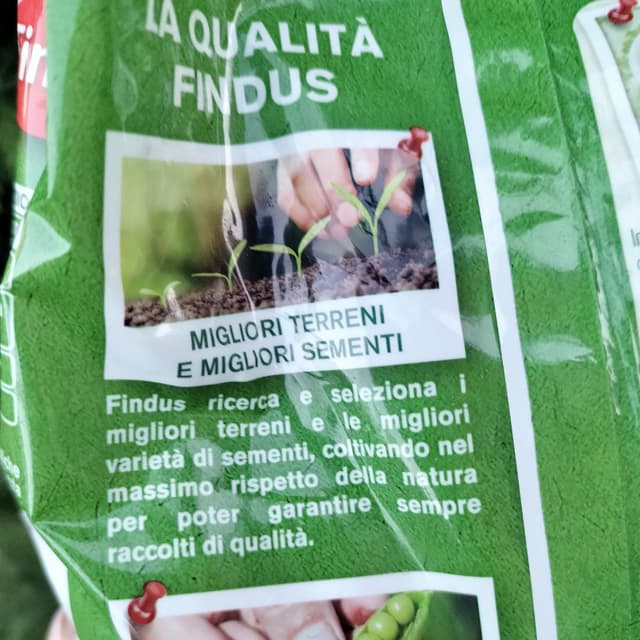 LA QUALITÀ
FINDUS
MIGLIORI TERRENI
E MIGLIORI SEMENTI
Findus ricerca e seleziona i
migliori terreni e le migliori
varietà di sementi, coltivando nel
massimo rispetto della natura
per poter garantire sempre
raccolti di qualità.